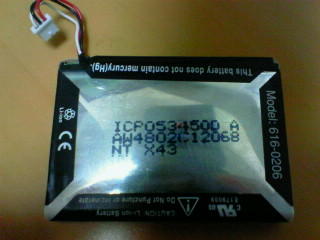 This battery does not contain mercury(Hg).
Model: 616-0206
Li-ion
CE
ICP053450D A
AW4802C12068
NT X43
Do Not Puncture or Incinerate
CAUTION: Li-ion Battery